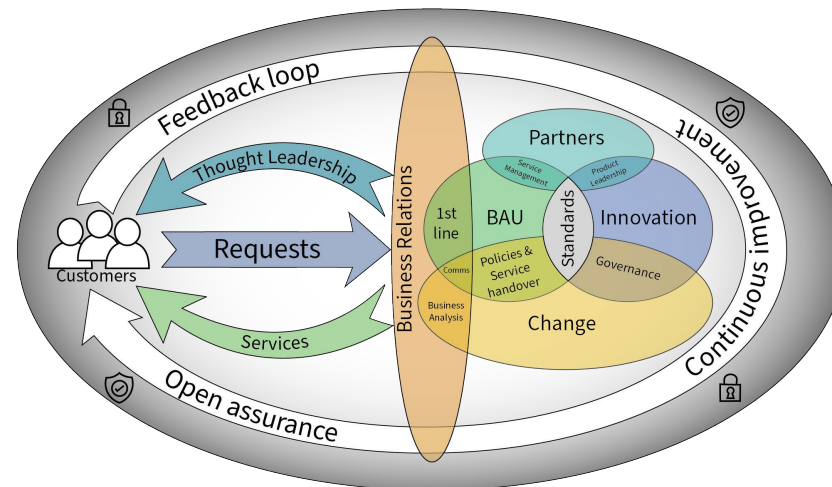 Feedback loop
Continuous improvement
Open assurance
Customers
Thought Leadership
Requests
Services
Business Relations
Partners
Service
Management
Product
Leadership
1st
line
BAU
Standards
Innovation
Comms
Policies &
Service
handover
Governance
Business
Analysis
Change